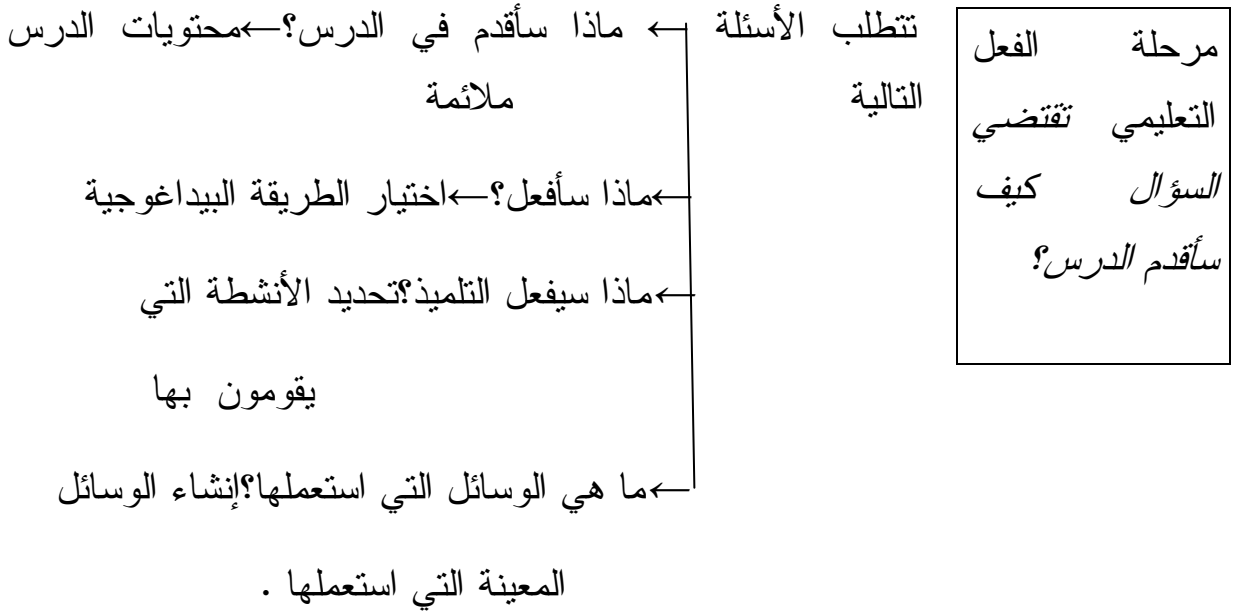 مرحلة الفعل
التعليمي تقتضي
السؤال كيف
سأقدم الدرس؟
تتطلب الأسئلة
التالية
← ماذا سأقدم في الدرس؟←محتويات الدرس
ملائمة
←ماذا سأفعل؟←اختيار الطريقة البيداغوجية
←ماذا سيفعل التلميذ؟تحديد الأنشطة التي
يقومون بها
←ما هي الوسائل التي استعملها؟إنشاء الوسائل
المعينة التي استعملها .